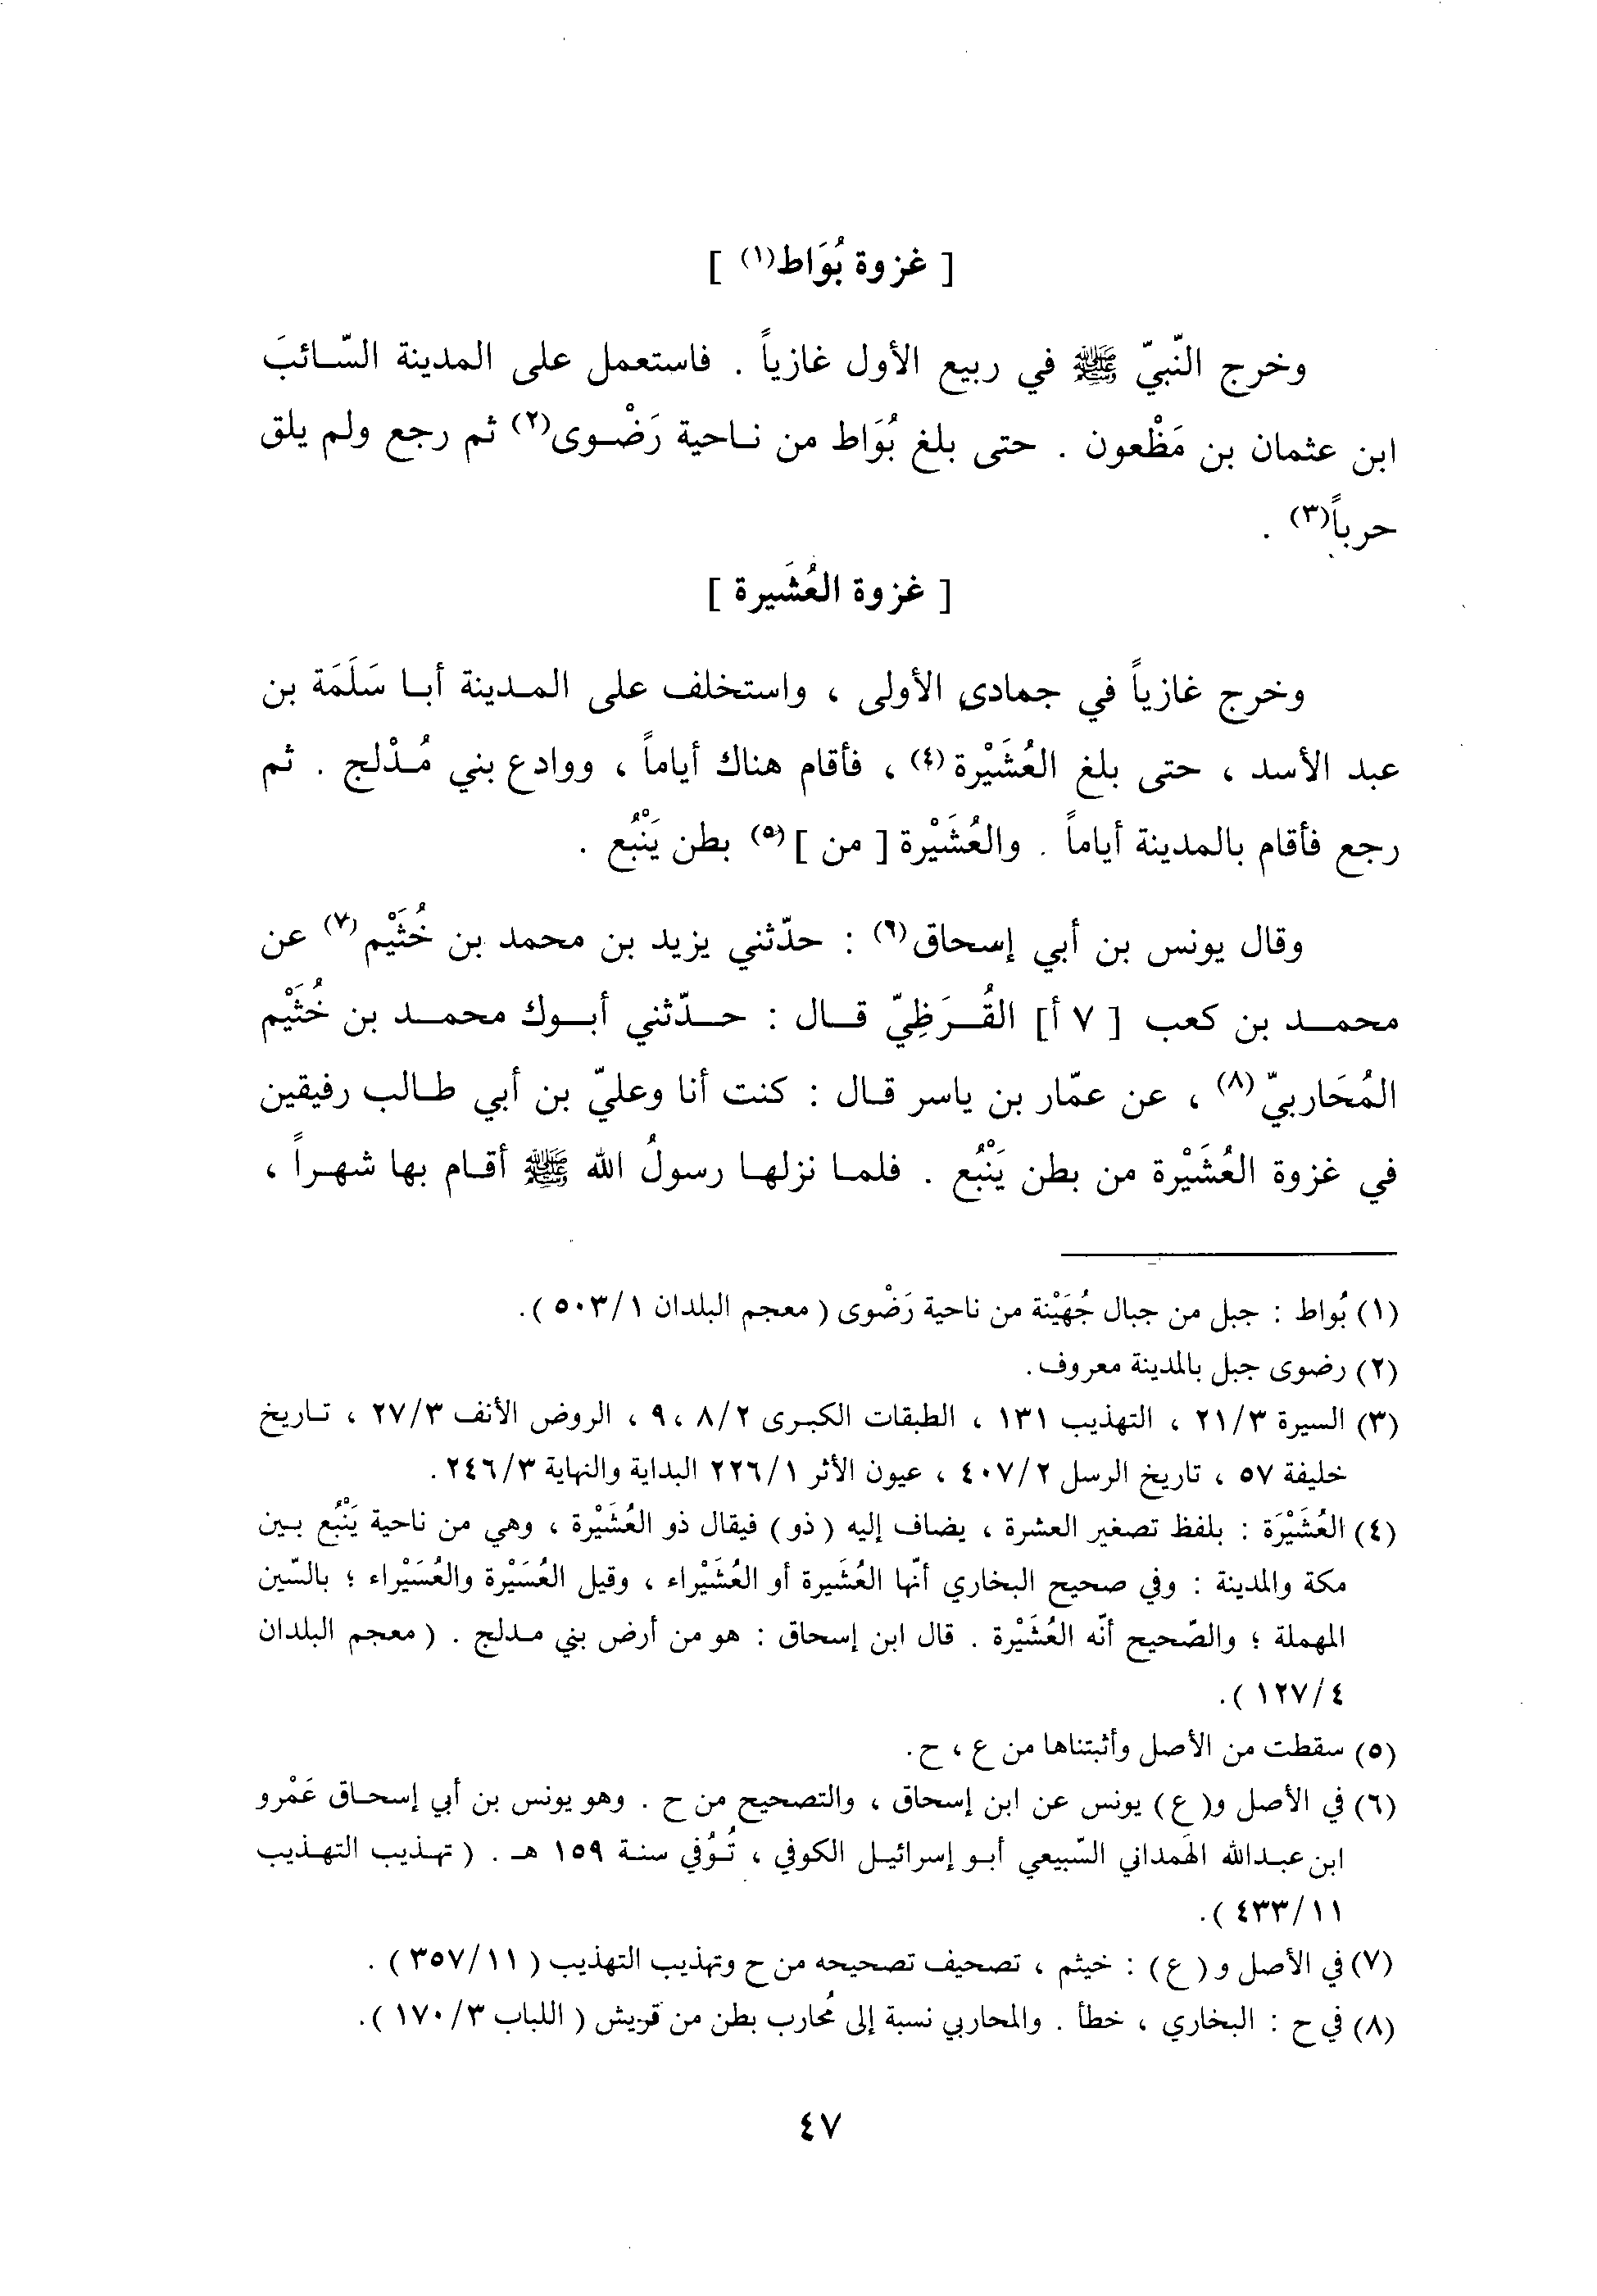 [ غزوة بُوَاط(١) ]
وخرج النّبيّ ﷺ في ربيع الأول غازياً . فاستعمل على المدينة السّائبَ
ابن عثمان بن مَظْعون . حتى بلغ بُوَاط من ناحية رَضْوى(٢) ثم رجع ولم يلق
حرباً(٣) .
[ غزوة العُشَيرة ]
وخرج غازياً في جمادى الأولى ، واستخلف على المدينة أبا سَلَمَة بن
عبد الأسد ، حتى بلغ العُشَيْرة(٤) ، فأقام هناك أياماً ، ووادع بني مُدْلج . ثم
رجع فأقام بالمدينة أياماً . والعُشَيْرة [ من ](٥) بطن يَنْبُع .
وقال يونس بن أبي إسحاق(٦) : حدّثني يزيد بن محمد بن خُثَيْم(٧) عن
محمد بن كعب [ ٧ أ] القُرَظِيّ قال : حدّثني أبوك محمد بن خُثَيْم
المُحَاربيّ(٨) ، عن عمّار بن ياسر قال : كنت أنا وعليّ بن أبي طالب رفيقين
في غزوة العُشَيْرة من بطن يَنْبُع . فلما نزلها رسولُ الله ﷺ أقام بها شهراً ،
(١) بُواط : جبل من جبال جُهَيْنة من ناحية رَضْوى ( معجم البلدان ٥٠٣/١ ).
(٢) رضوى جبل بالمدينة معروف.
(٣) السيرة ٢١/٣ ، التهذيب ١٣١ ، الطبقات الكبرى ٨/٢ ،٩ ، الروض الأنف ٢٧/٣ ، تاريخ
خليفة ٥٧ ، تاريخ الرسل ٤٠٧/٢ ، عيون الأثر ٢٢٦/١ البداية والنهاية ٢٤٦/٣ .
(٤) العُشَيْرَة : بلفظ تصغير العشرة ، يضاف إليه ( ذو ) فيقال ذو العُشَيْرة ، وهي من ناحية يَنْبُع بين
مكة والمدينة : وفي صحيح البخاري أنّها العُشَيرة أو العُشَيْراء ، وقيل العُسَيْرة والعُسَيْراء ؛ بالسّين
المهملة ؛ والصّحيح أنّه العُشَيْرة . قال ابن إسحاق : هو من أرض بني مدلج . ( معجم البلدان
١٢٧/٤ ).
(٥) سقطت من الأصل وأثبتناها من ع ، ح.
(٦) في الأصل و( ع ) يونس عن ابن إسحاق ، والتصحيح من ح . وهو يونس بن أبي إسحاق عَمْرو
ابن عبدالله الهَمداني السّبيعي أبو إسرائيل الكوفي ، تُوُفي سنة ١٥٩ هـ . ( تهذيب التهذيب
٤٣٣/١١ ).
(٧) في الأصل و ( ع ) : خيثم ، تصحيف تصحيحه من ح وتهذيب التهذيب ( ٣٥٧/١١ ) .
(٨) في ح : البخاري ، خطأ . والمحاربي نسبة إلى مُحارب بطن من قريش ( اللباب ١٧٠/٣ ).
٤٧